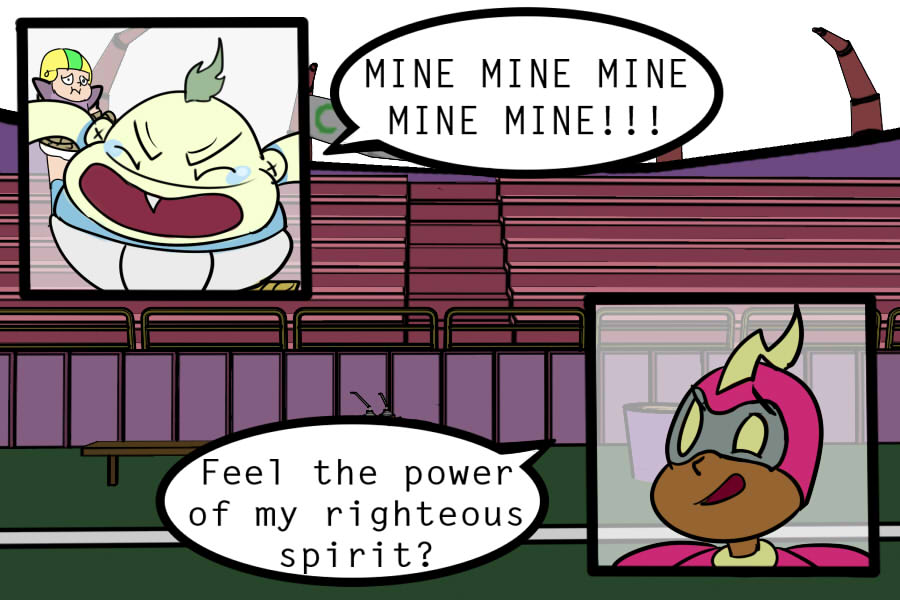 MINE MINE MINE
MINE MINE!!!
Feel the power
of my righteous
spirit?